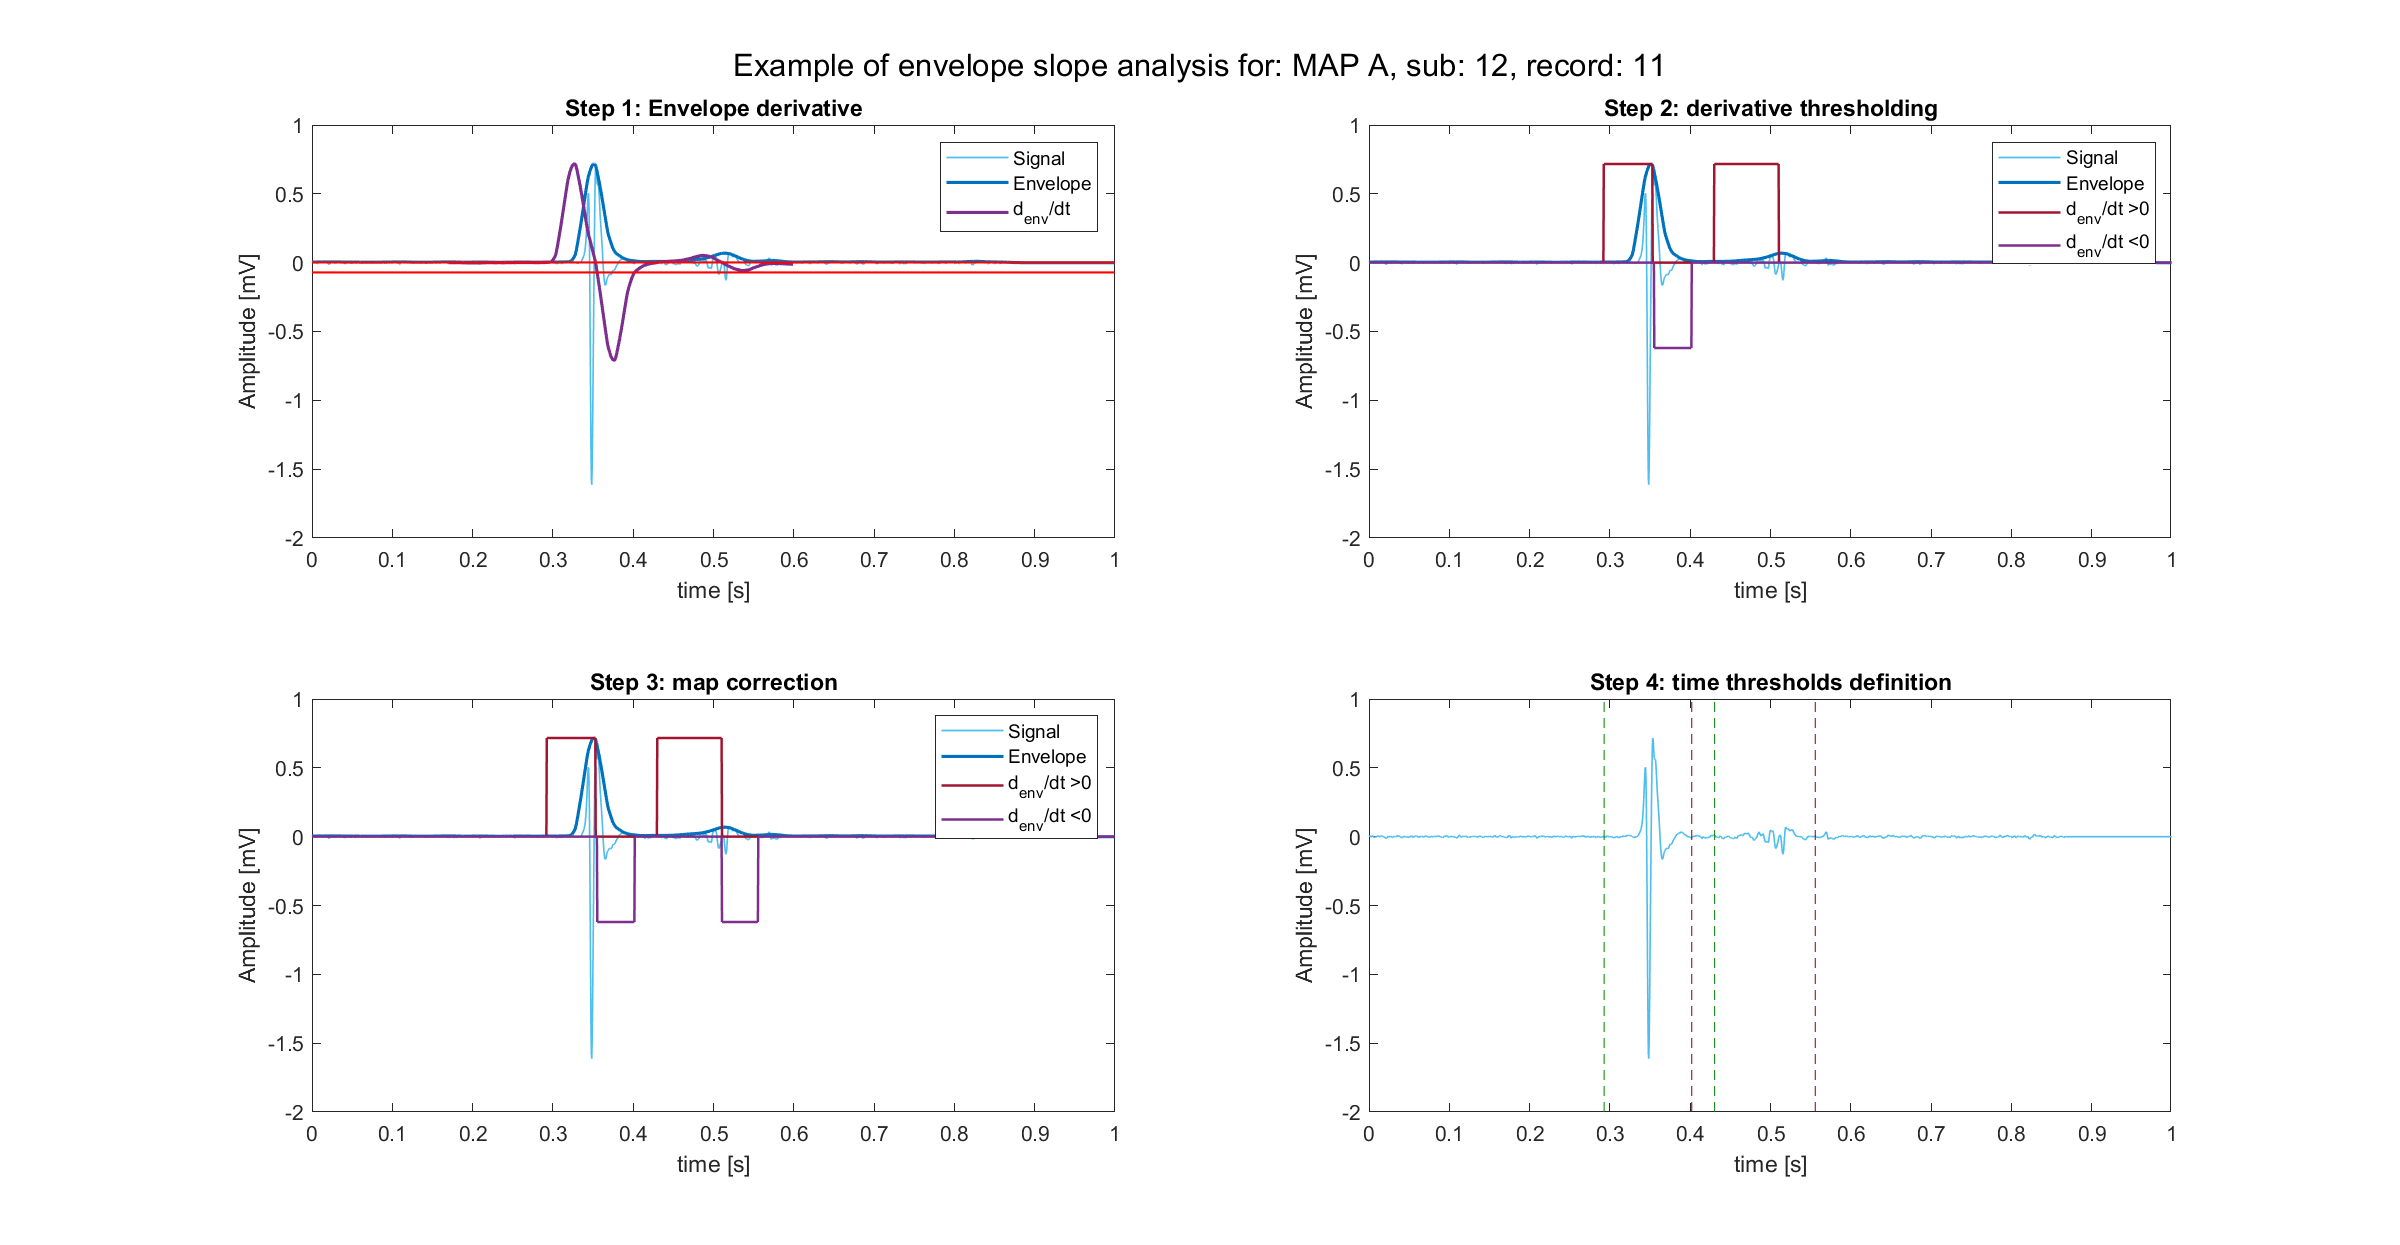 Example of envelope slope analysis for: MAP A, sub: 12, record: 11
Step 1: Envelope derivative
1
0.5
0
-0.5
-1
-1.5
-2
Amplitude [mV]
Signal
Envelope
d_env/dt
0 0.1 0.2 0.3 0.4 0.5 0.6 0.7 0.8 0.9 1
time [s]
Step 2: derivative thresholding
1
0.5
0
-0.5
-1
-1.5
-2
Amplitude [mV]
Signal
Envelope
d_env/dt >0
d_env/dt <0
0 0.1 0.2 0.3 0.4 0.5 0.6 0.7 0.8 0.9 1
time [s]
Step 3: map correction
1
0.5
0
-0.5
-1
-1.5
-2
Amplitude [mV]
Signal
Envelope
d_env/dt >0
d_env/dt <0
0 0.1 0.2 0.3 0.4 0.5 0.6 0.7 0.8 0.9 1
time [s]
Step 4: time thresholds definition
1
0.5
0
-0.5
-1
-1.5
-2
Amplitude [mV]
0 0.1 0.2 0.3 0.4 0.5 0.6 0.7 0.8 0.9 1
time [s]